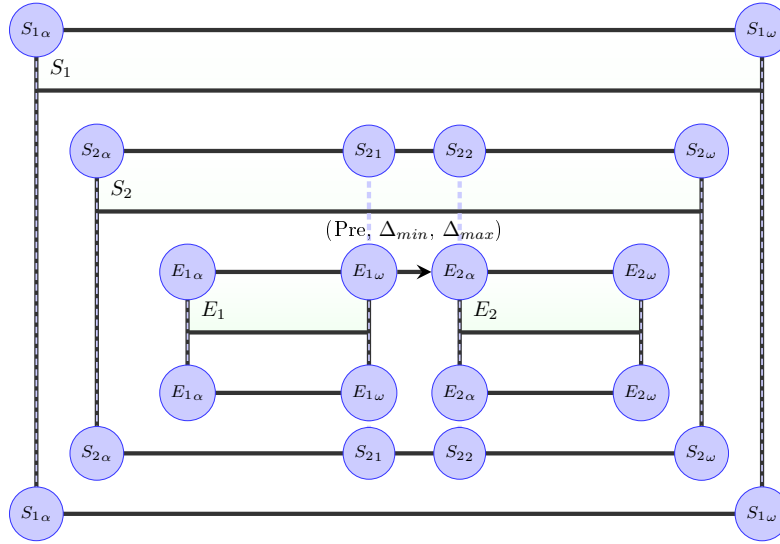 S1α S1ω
S1
S2α S21 S22 S2ω
S2
(Pre, Δmin, Δmax)
E1α E1ω E2α E2ω
E1 E2
E1α E1ω E2α E2ω
S2α S21 S22 S2ω
S1α S1ω